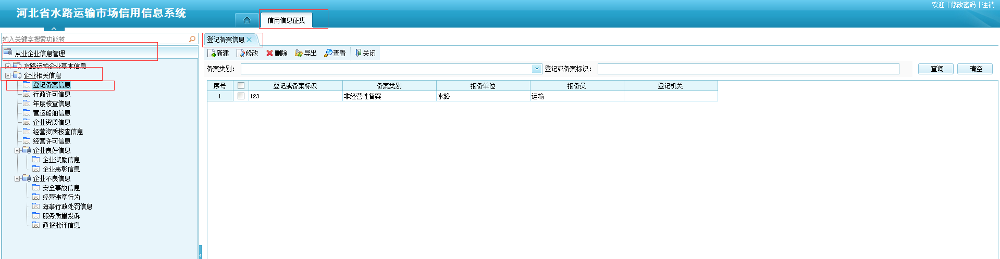 欢迎 | 修改密码 | 注销
河北省水路运输市场信用信息系统
信用信息征集
输入关键字搜索功能树
从业企业信息管理
水路运输企业基本信息
企业相关信息
登记备案信息
行政许可信息
年度核查信息
营运船舶信息
企业资质信息
经营资质核查信息
经营许可信息
企业良好信息
企业奖励信息
企业表彰信息
企业不良信息
安全事故信息
经营违章行为
海事行政处罚信息
服务质量投诉
通报批评信息
登记备案信息
新建 修改 删除 导出 查看 关闭
备案类别： 登记或备案标识： 查询 清空
序号 登记或备案标识 备案类别 报备单位 报备员 登记机关
1 123 非经营性备案 水路 运输